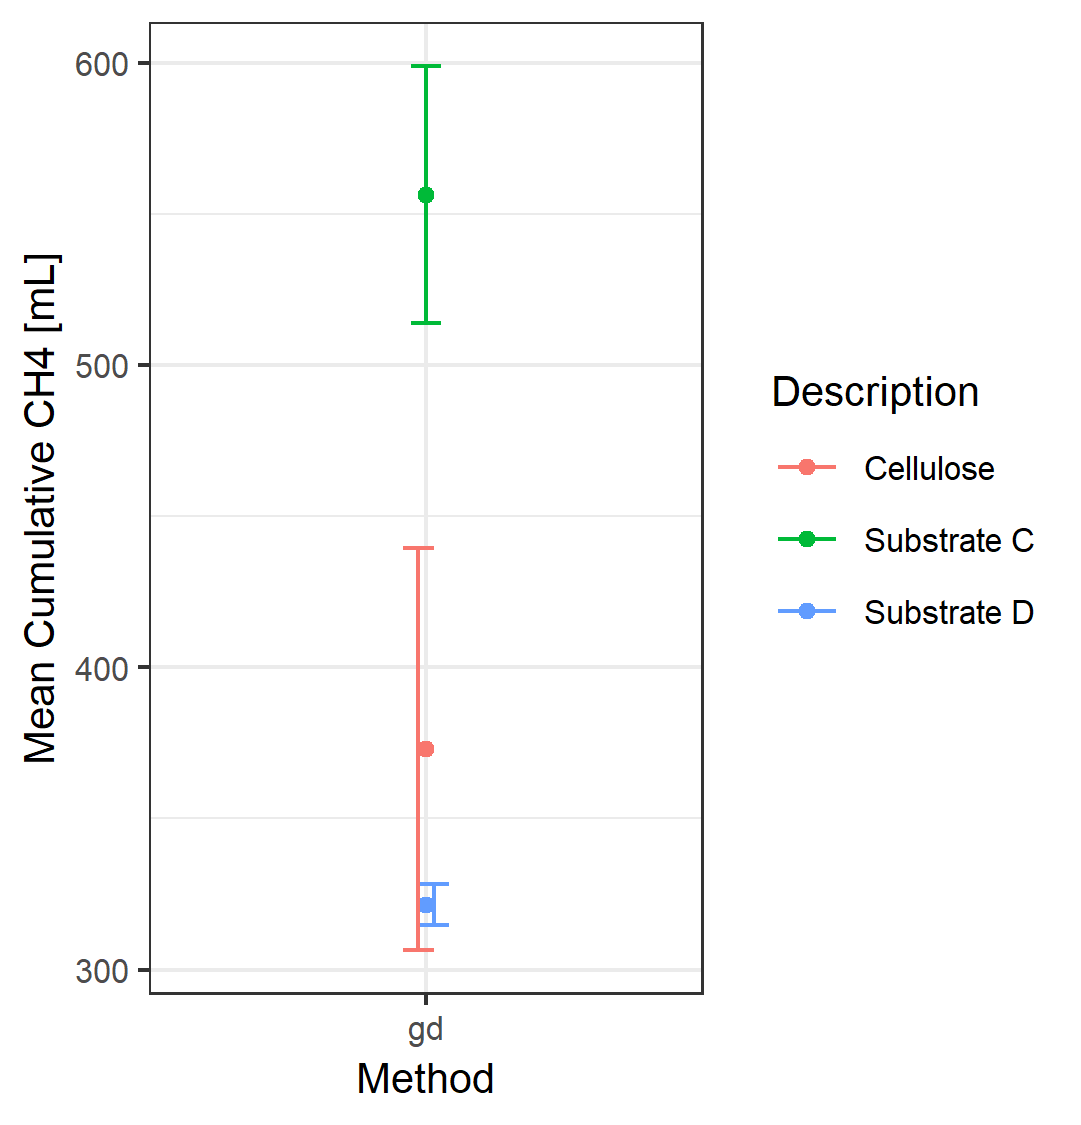 Mean Cumulative CH4 [mL]
600
500
400
300
gd
Method
Description
Cellulose
Substrate C
Substrate D